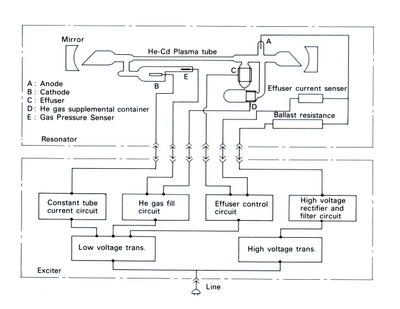 Mirror
A
He-Cd Plasma tube
E
B
C
D
A : Anode
B : Cathode
C : Effuser
D : He gas supplemental container
E : Gas Pressure Senser
Effuser current senser
Ballast resistance
Resonator
Constant tube
current circuit
He gas fill
circuit
Effuser control
circuit
High voltage
rectifier and
filter circuit
Low voltage trans.
High voltage trans.
Exciter
Line